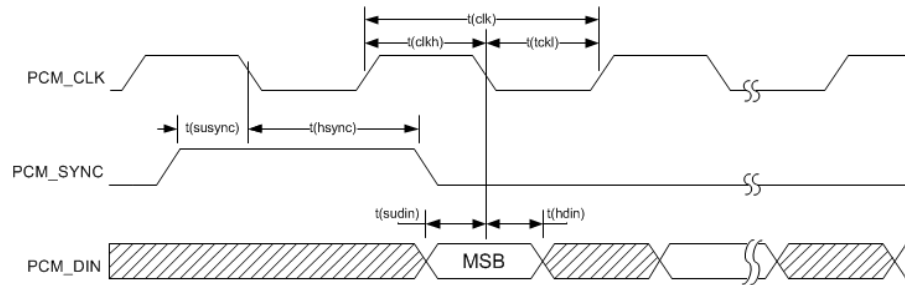 t(clk)
t(clkh)
t(tckl)
PCM_CLK
t(susync)
t(hsync)
PCM_SYNC
t(sudin)
t(hdin)
PCM_DIN
MSB